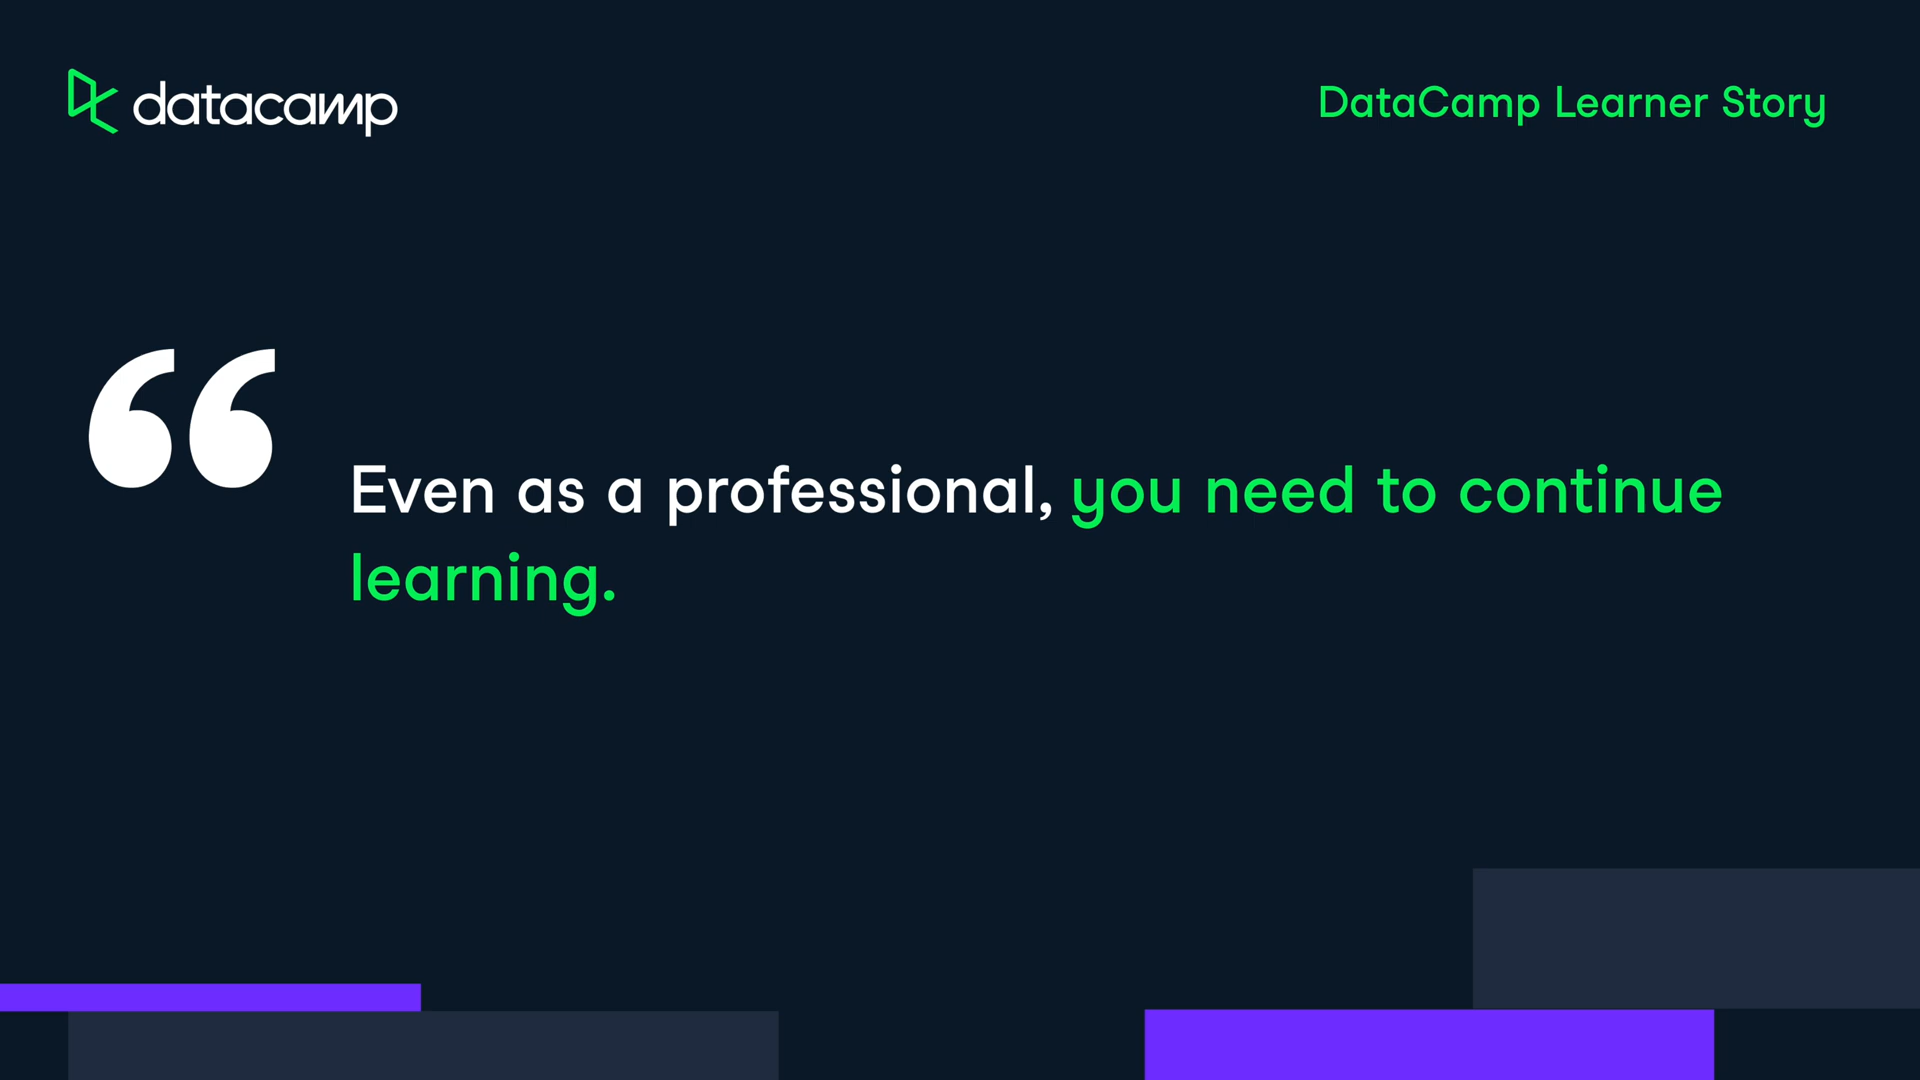 datacamp
DataCamp Learner Story
“
Even as a professional, you need to continue
learning.